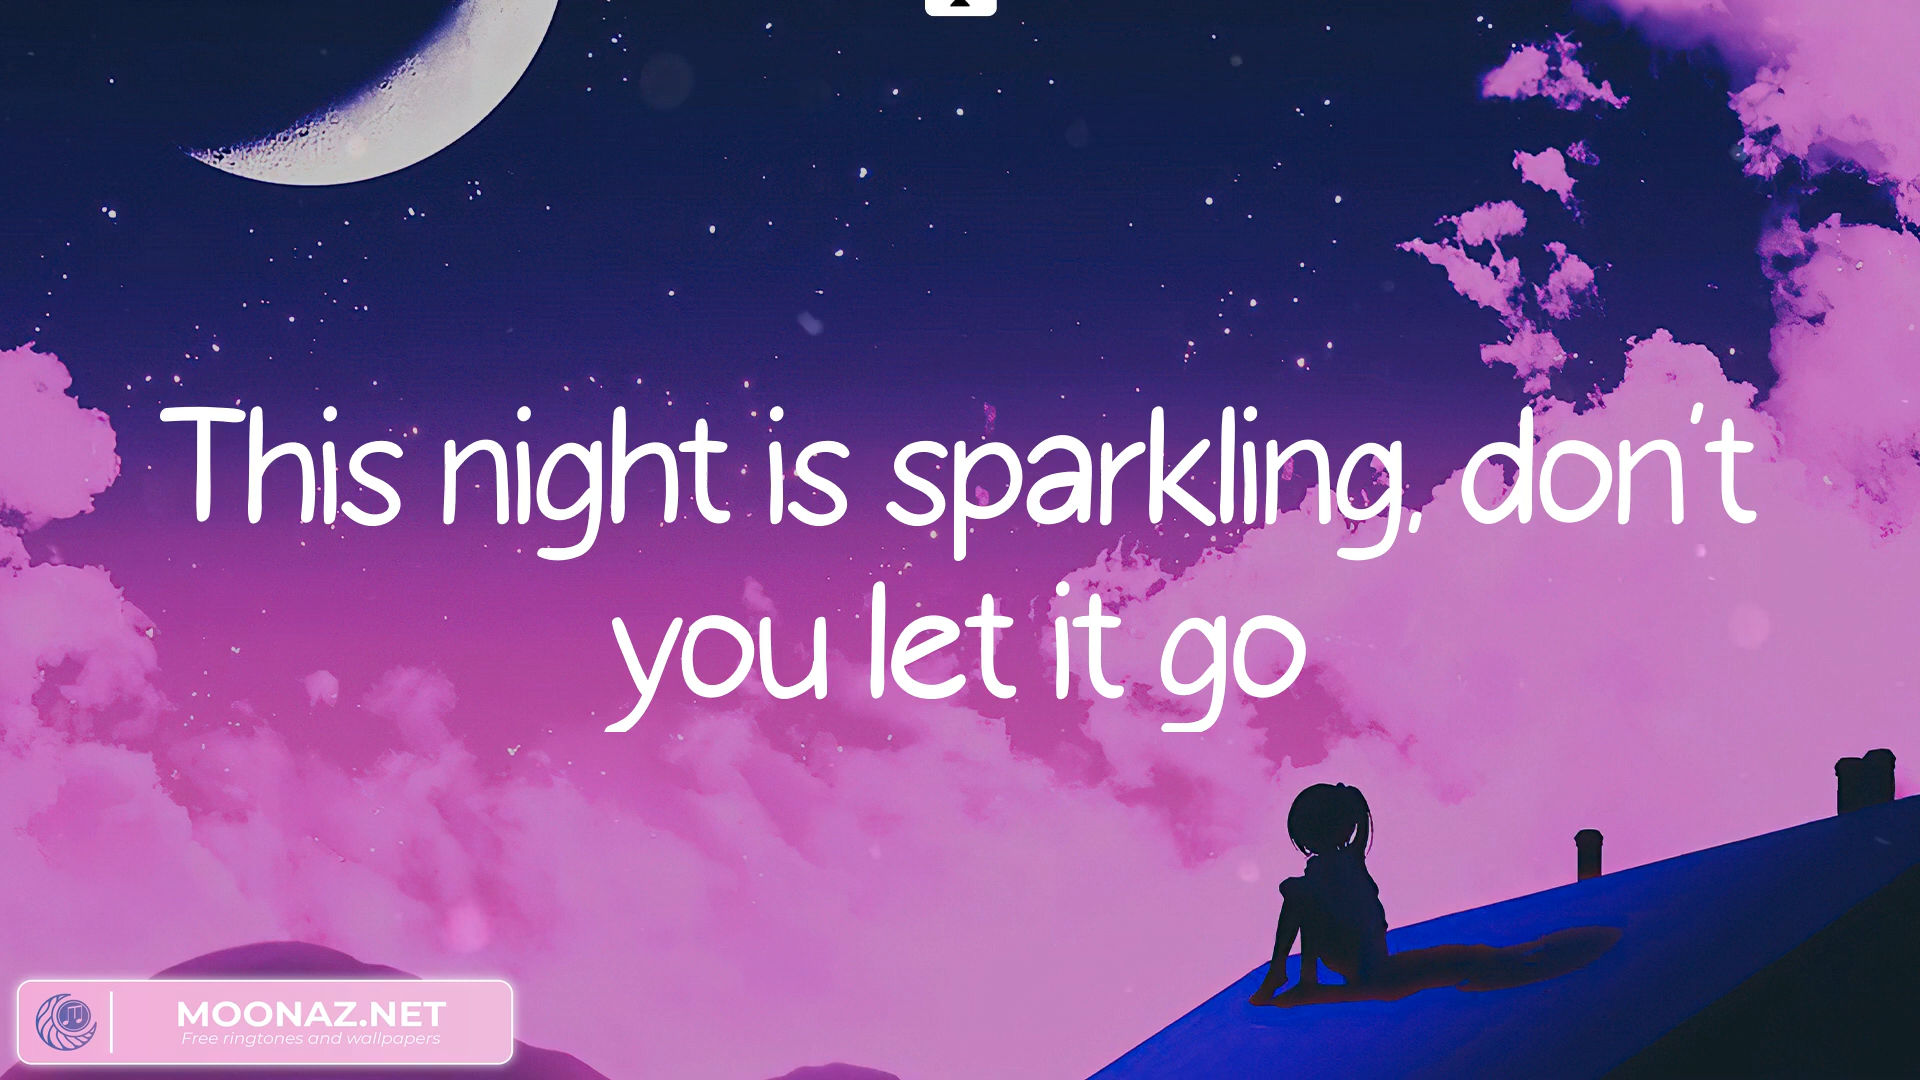 This night is sparkling, don't
you let it go
MOONAZ.NET
Free ringtones and wallpapers